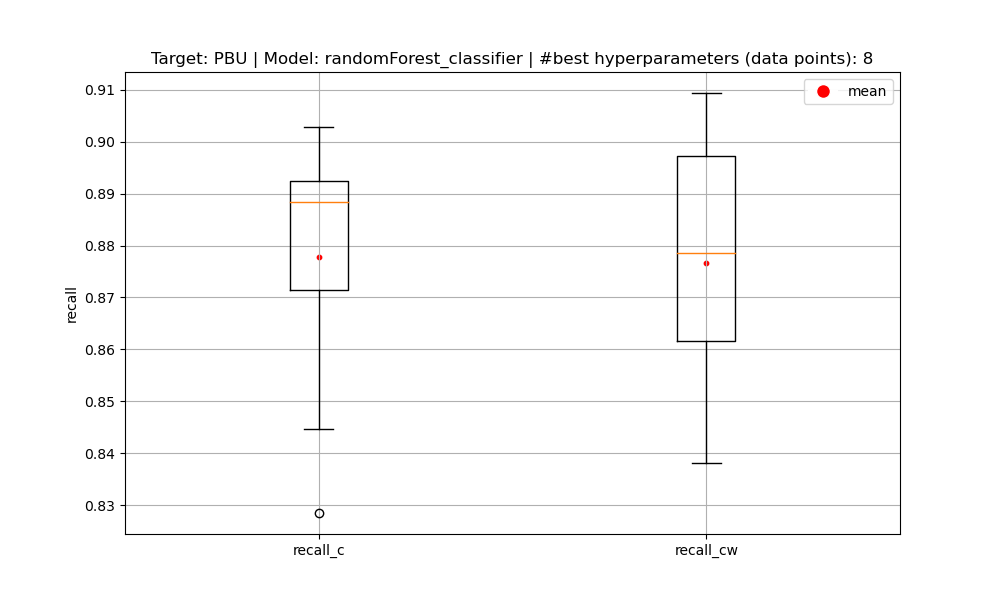 Target: PBU | Model: randomForest_classifier | #best hyperparameters (data points): 8
mean
0.91
0.90
0.89
0.88
0.87
0.86
0.85
0.84
0.83
recall
recall_c
recall_cw